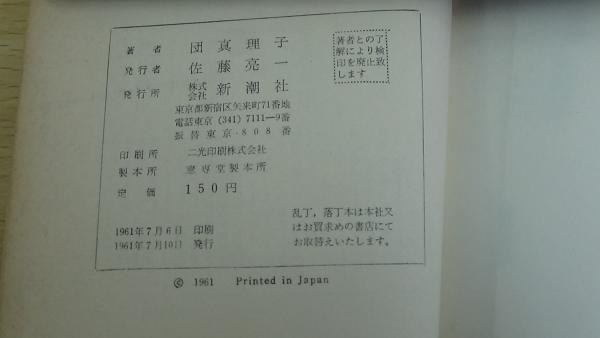 著者 団真理子
発行者 佐藤亮一
発行所 株式会社 新潮社
東京都新宿区矢来町71番地
電話東京(341)7111―9番
振替東京・808番
印刷所 二光印刷株式会社
製本所 憲専堂製本所
定価 150円
1961年7月6日 印刷
1961年7月10日 発行
著者との了
解により検
印を廃止致
します
乱丁,落丁本は本社又
はお買求めの書店にて
お取替えいたします。
© 1961 Printed in Japan